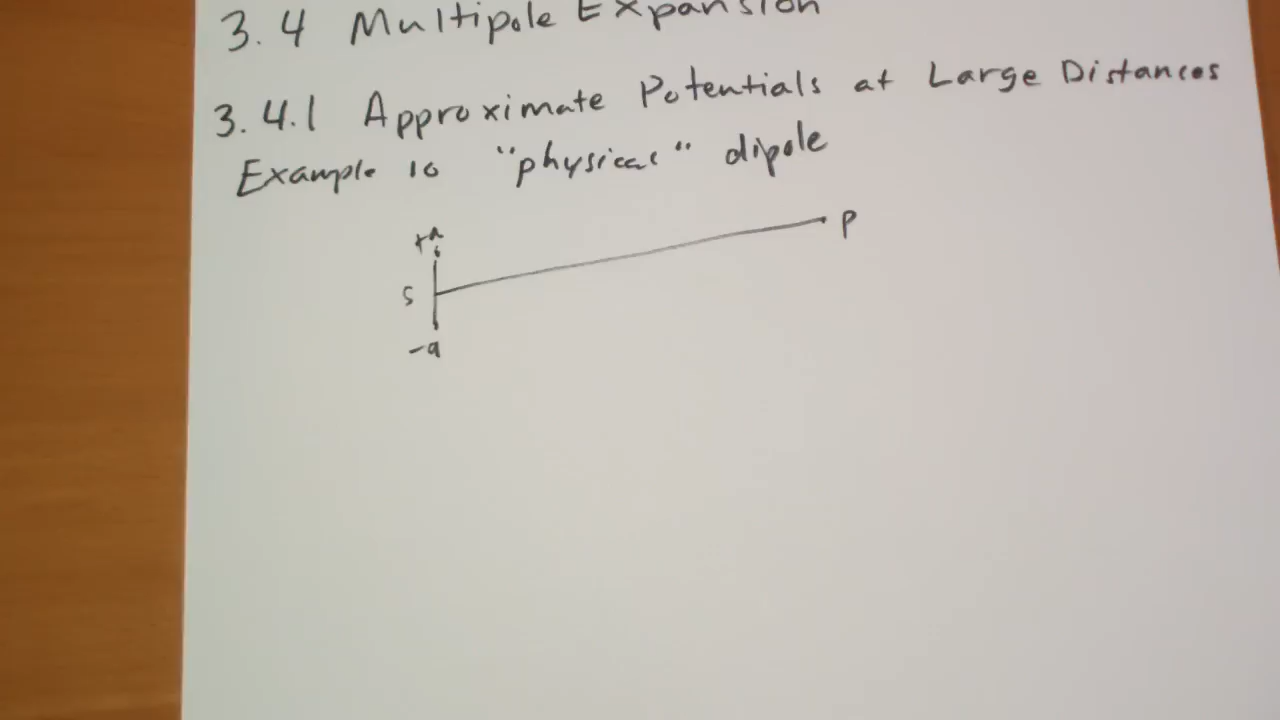 3.4 Multipole Expansion
3.4.1 Approximate Potentials at Large Distances
Example 10 "physical" dipole
P
s
-q